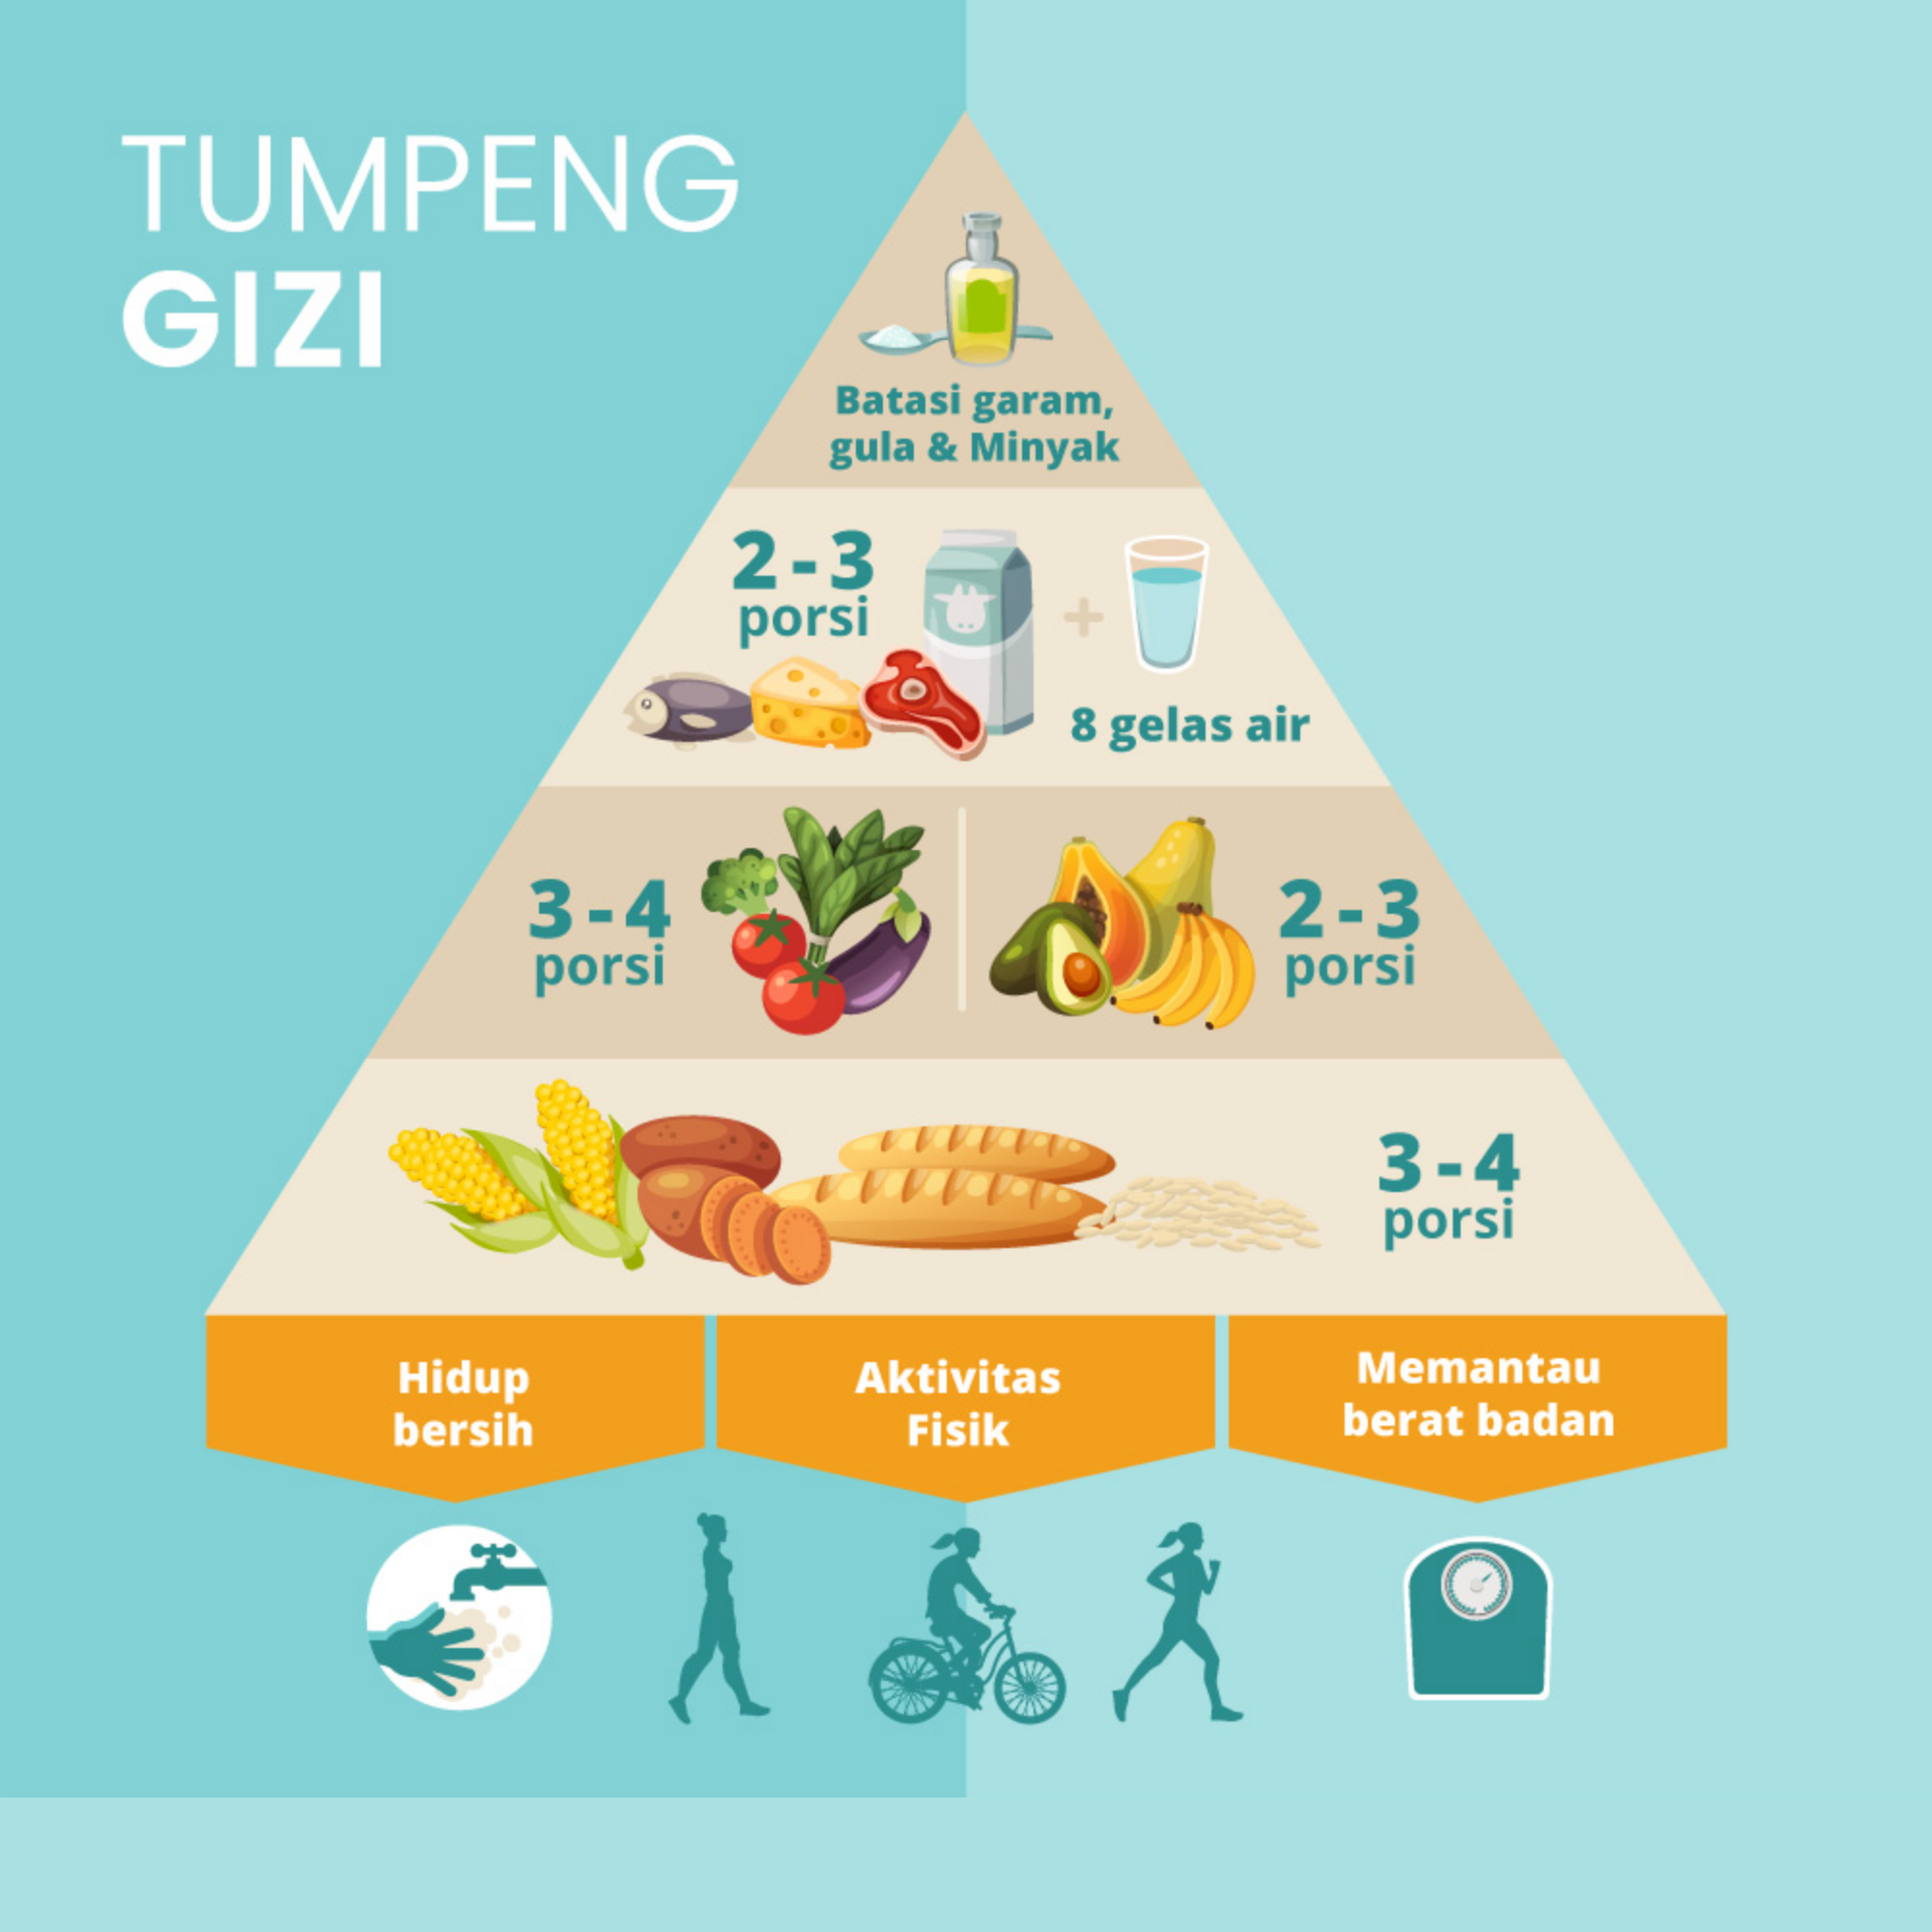 TUMPENG
GIZI
Batasi garam,
gula & Minyak
2 - 3
porsi
+
8 gelas air
3 - 4
porsi
2 - 3
porsi
3 - 4
porsi
Hidup
bersih
Aktivitas
Fisik
Memantau
berat badan